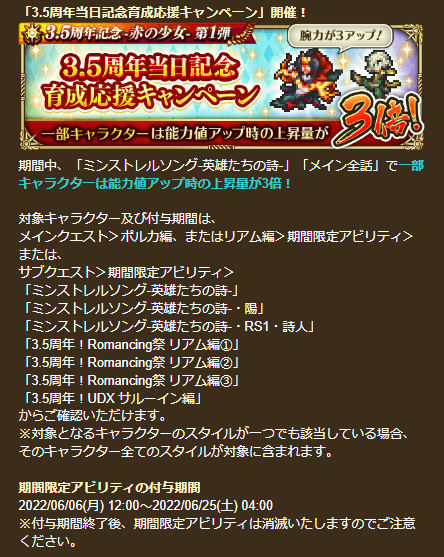 「3.5周年当日記念育成応援キャンペーン」開催！
3.5周年記念 -赤の少女- 第1弾
腕力が3アップ!
3.5周年当日記念
育成応援キャンペーン
一部キャラクターは能力値アップ時の上昇量が
3倍!
期間中、「ミンストレルソング-英雄たちの詩-」「メイン全話」で一部
キャラクターは能力値アップ時の上昇量が3倍！
対象キャラクター及び付与期間は、
メインクエスト＞ポルカ編、またはリアム編＞期間限定アビリティ＞
または、
サブクエスト＞期間限定アビリティ＞
「ミンストレルソング-英雄たちの詩-」
「ミンストレルソング-英雄たちの詩-・陽」
「ミンストレルソング-英雄たちの詩-・RS1・詩人」
「3.5周年！Romancing祭 リアム編①」
「3.5周年！Romancing祭 リアム編②」
「3.5周年！Romancing祭 リアム編③」
「3.5周年！UDX サルーイン編」
からご確認いただけます。
※対象となるキャラクターのスタイルが一つでも該当している場合、
そのキャラクター全てのスタイルが対象に含まれます。
期間限定アビリティの付与期間
2022/06/06(月) 12:00～2022/06/25(土) 04:00
※付与期間終了後、期間限定アビリティは消滅いたしますのでご注意
ください。